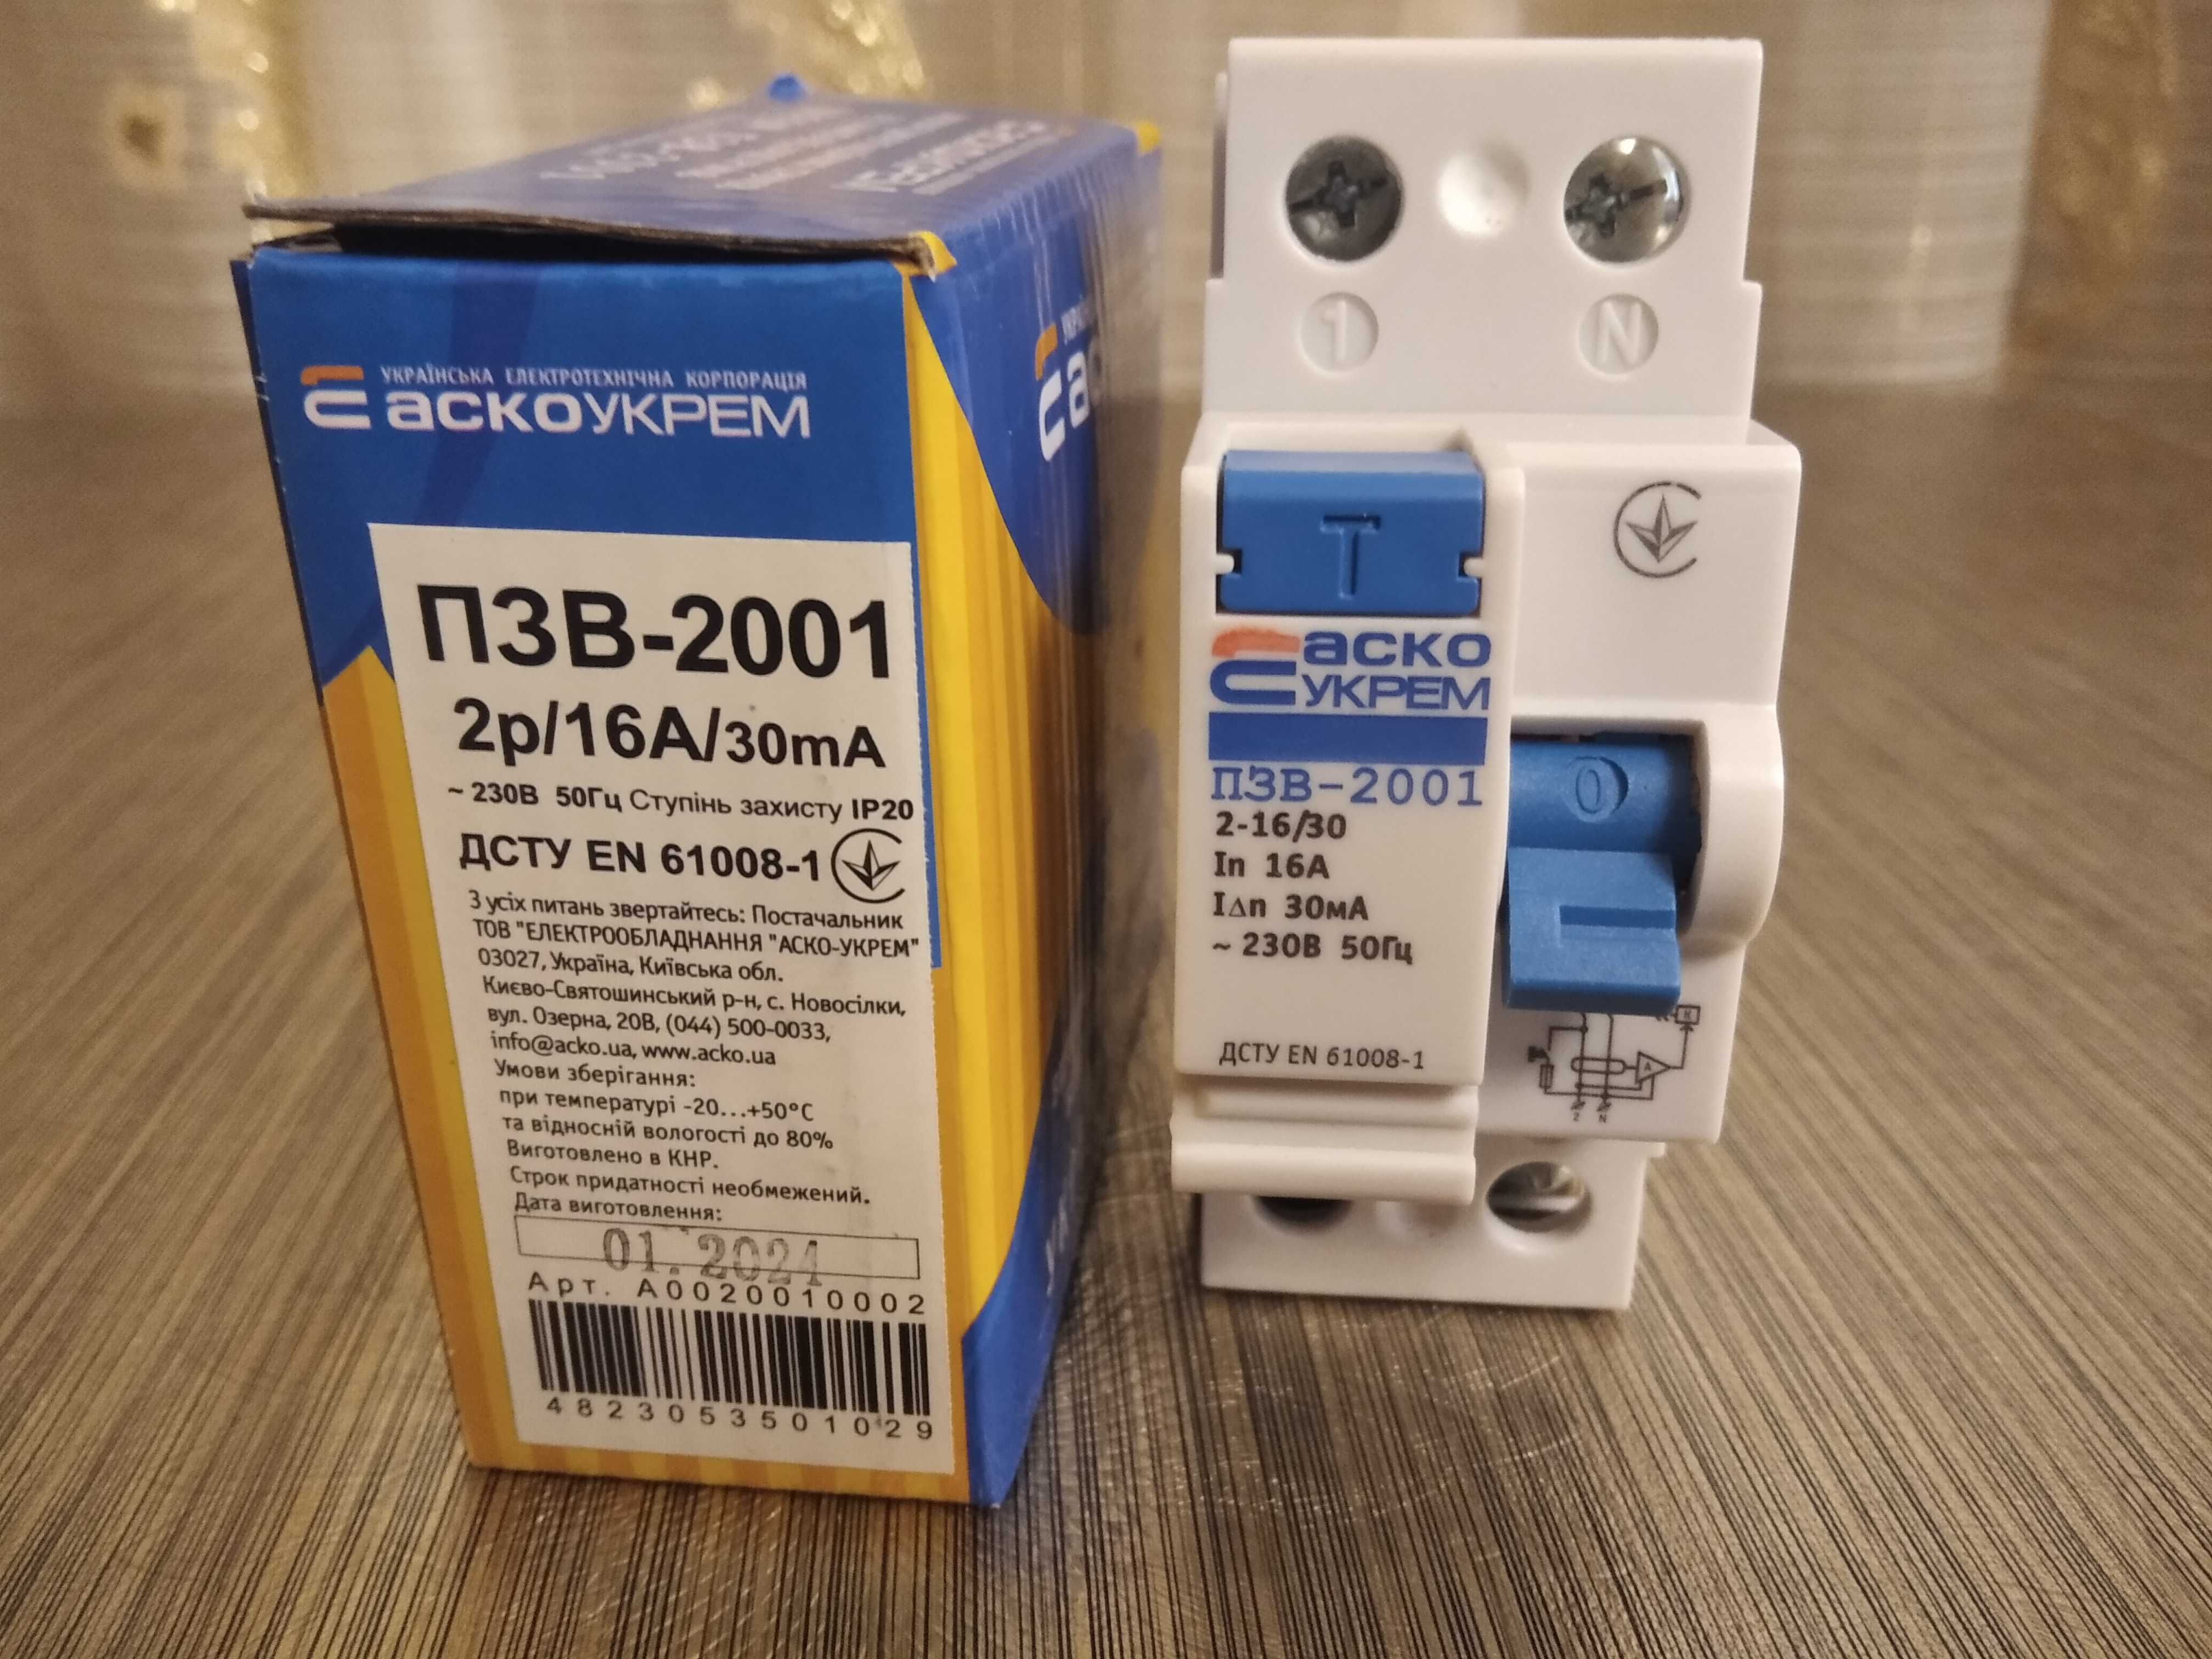 УКРАЇНСЬКА ЕЛЕКТРОТЕХНІЧНА КОРПОРАЦІЯ
аскоУКРЕМ
ПЗВ-2001
2р/16А/30mA
~ 230В 50Гц Ступінь захисту IP20
ДСТУ EN 61008-1
З усіх питань звертайтесь: Постачальник
ТОВ "ЕЛЕКТРООБЛАДНАННЯ "АСКО-УКРЕМ"
03027, Україна, Київська обл.
Києво-Святошинський р-н, с. Новосілки,
вул. Озерна, 20В, (044) 500-0033,
info@acko.ua, www.acko.ua
Умови зберігання:
при температурі -20...+50°С
та відносній вологості до 80%
Виготовлено в КНР.
Строк придатності необмежений.
Дата виготовлення:
01. 2024
Арт. А0020010002
4823053501029
1 N
T
аско
УКРЕМ
ПЗВ-2001
2-16/30
In 16А
I∆n 30мА
~ 230В 50Гц
ДСТУ EN 61008-1
O
A
2 N